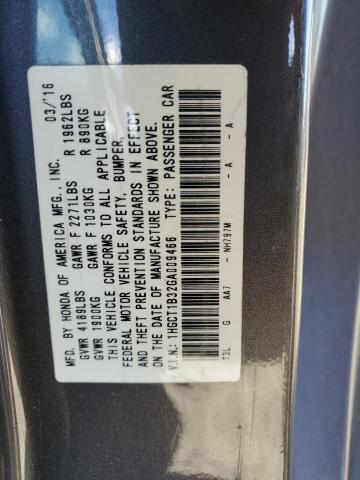 MFD. BY HONDA OF AMERICA MFG., INC. 03/'16
GVWR 4189LBS GAWR F 2271LBS R 1962LBS
GVWR 1900KG GAWR F 1030KG R 890KG
THIS VEHICLE CONFORMS TO ALL APPLICABLE
FEDERAL MOTOR VEHICLE SAFETY, BUMPER,
AND THEFT PREVENTION STANDARDS IN EFFECT
ON THE DATE OF MANUFACTURE SHOWN ABOVE.
V.I.N.: 1HGCT1B32GA009466 TYPE: PASSENGER CAR
T3L G AA7 - NH797M - A - A